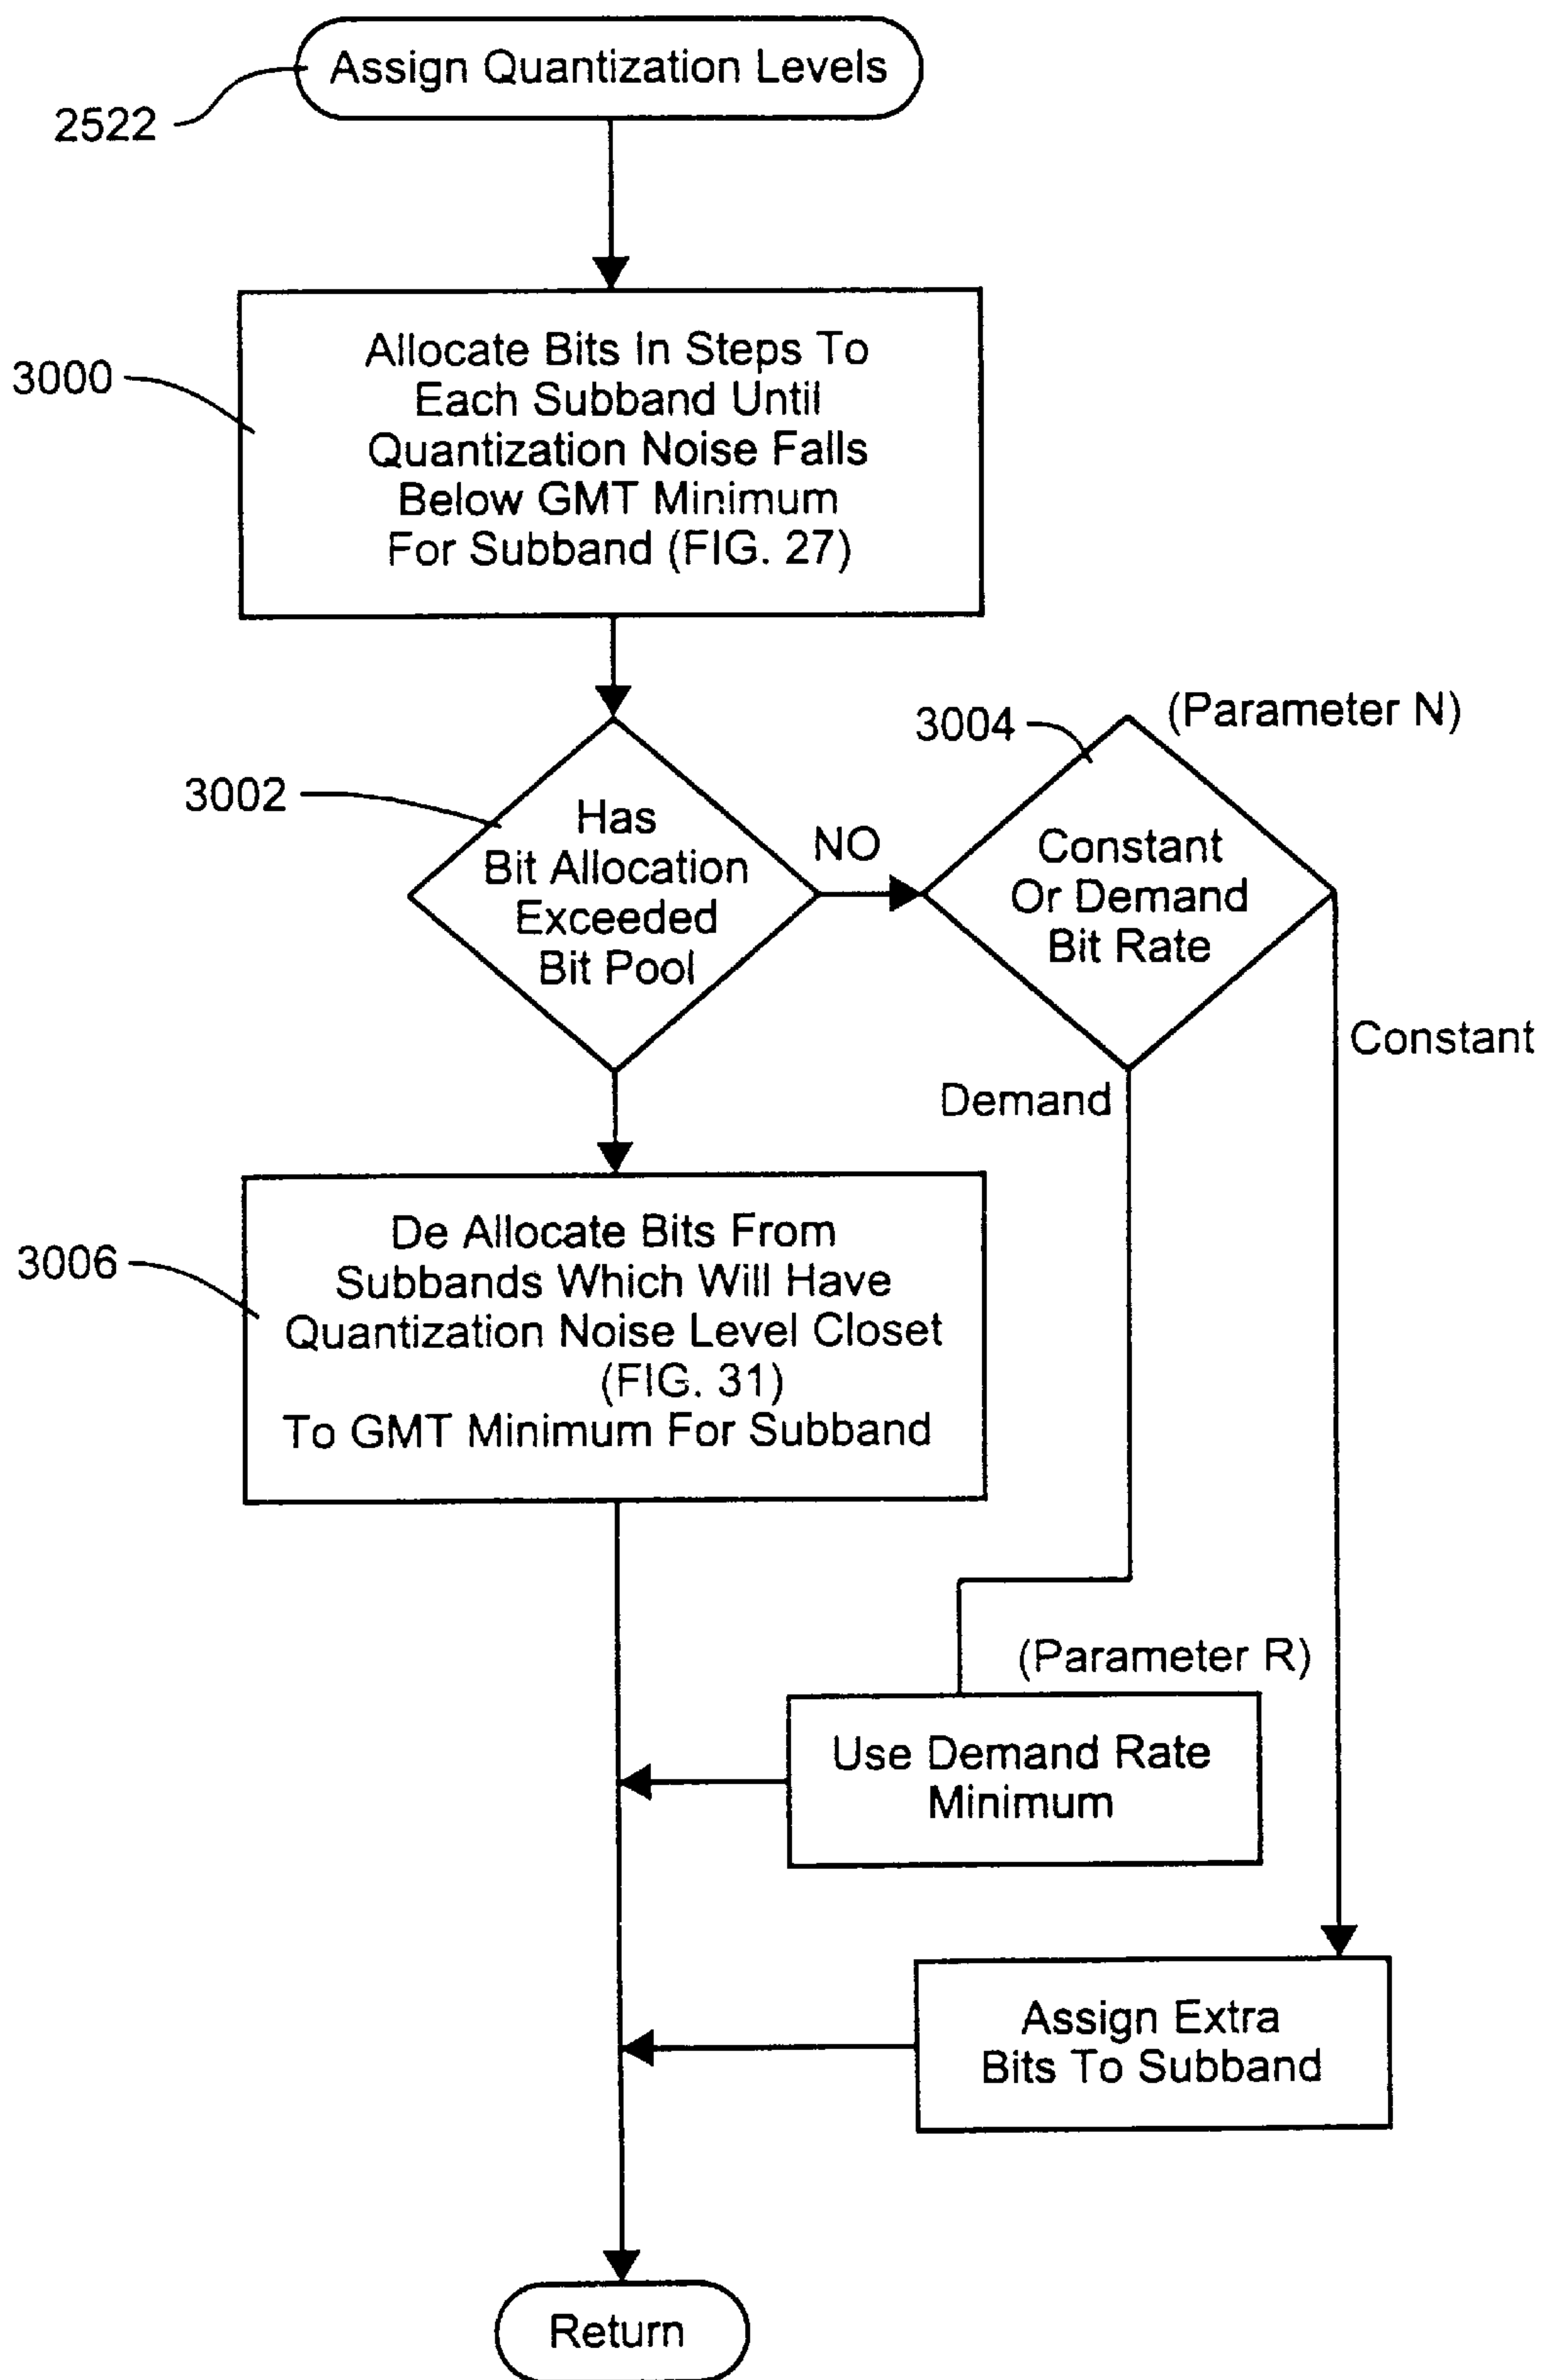 Assign Quantization Levels
2522
3000
Allocate Bits In Steps To
Each Subband Until
Quantization Noise Falls
Below GMT Minimum
For Subband (FIG. 27)
3002
Has
Bit Allocation
Exceeded
Bit Pool
NO
3004
(Parameter N)
Constant
Or Demand
Bit Rate
Constant
Demand
3006
De Allocate Bits From
Subbands Which Will Have
Quantization Noise Level Closet
(FIG. 31)
To GMT Minimum For Subband
(Parameter R)
Use Demand Rate
Minimum
Assign Extra
Bits To Subband
Return